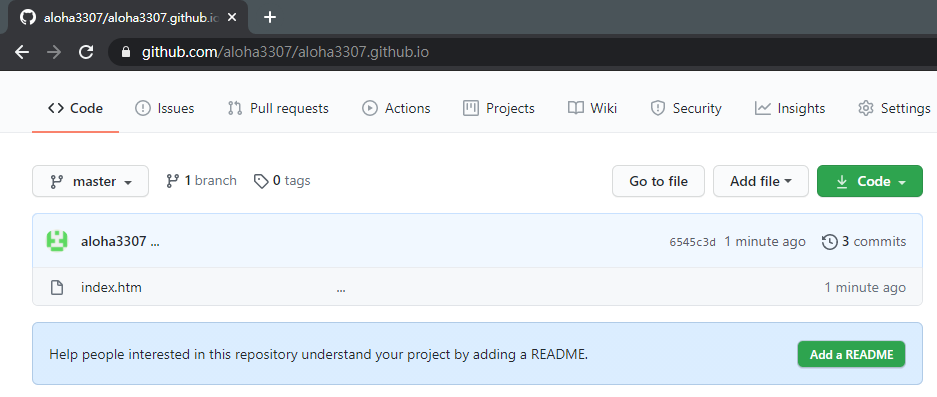 aloha3307/aloha3307.github.io
github.com/aloha3307/aloha3307.github.io
Code Issues Pull requests Actions Projects Wiki Security Insights Settings
master 1 branch 0 tags Go to file Add file Code
aloha3307 ... 6545c3d 1 minute ago 3 commits
index.htm ... 1 minute ago
Help people interested in this repository understand your project by adding a README. Add a README